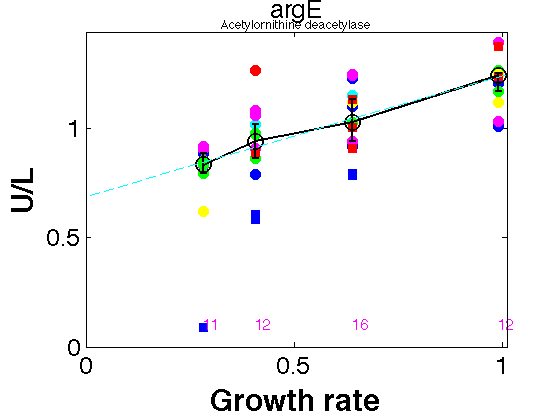 argE
Acetylornithine deacetylase
U/L
1
0.5
0
11 12 16 12
0 0.5 1
Growth rate